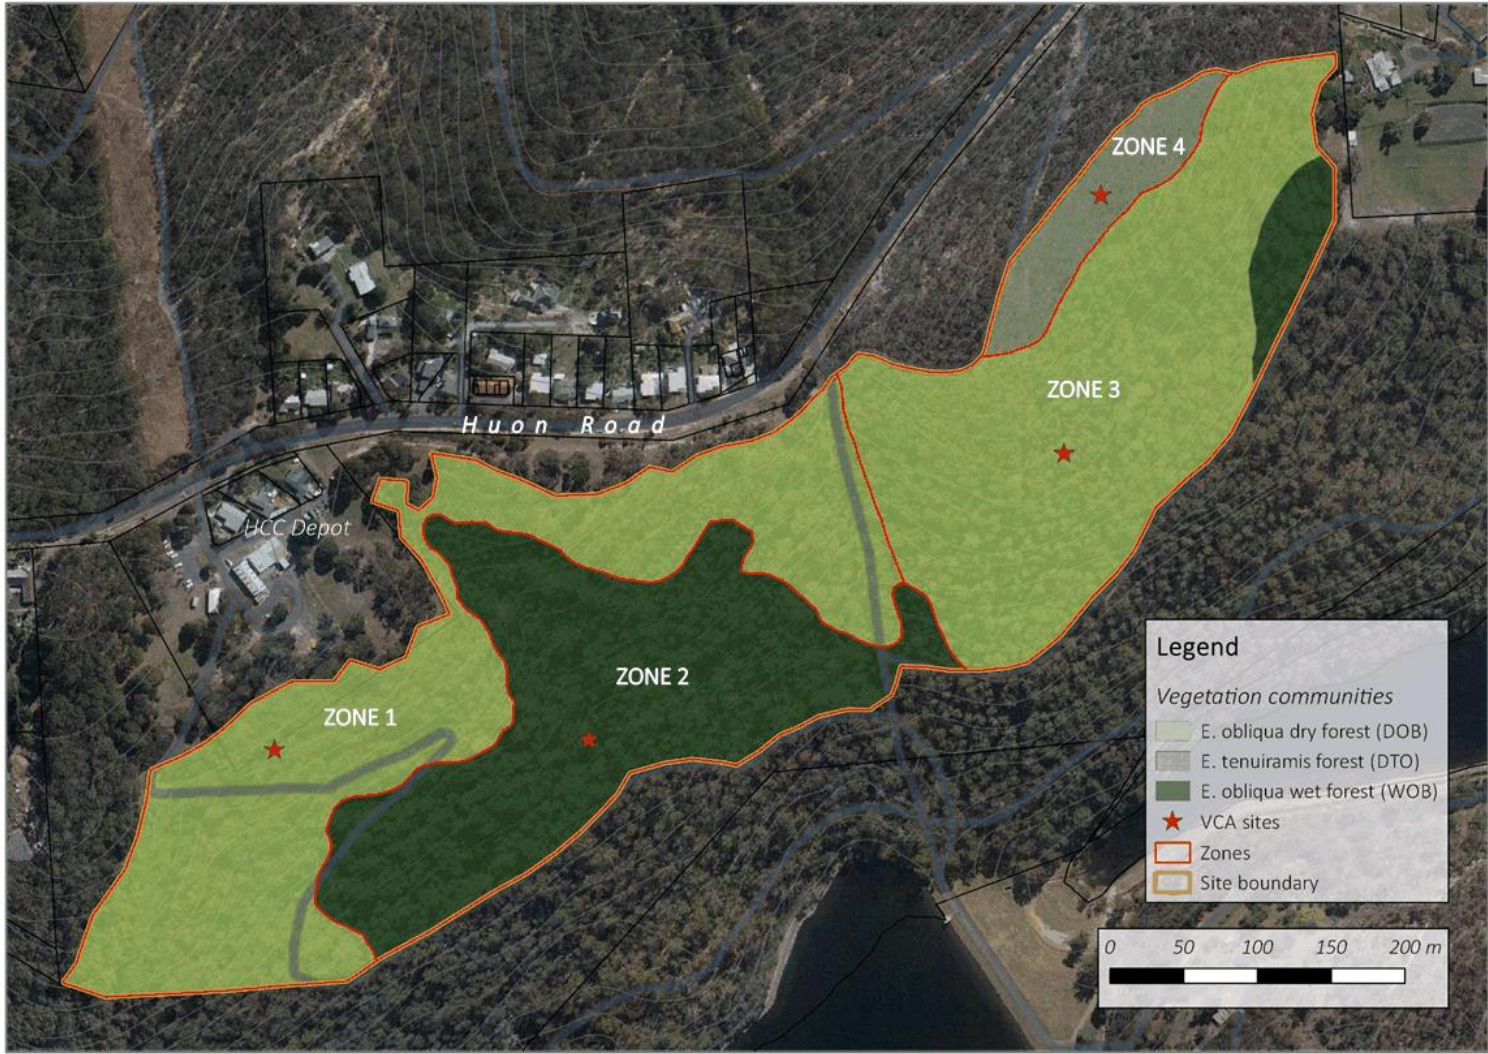 ZONE 4
ZONE 3
Huon Road
HCC Depot
ZONE 2
ZONE 1
Legend
Vegetation communities
E. obliqua dry forest (DOB)
E. tenuiramis forest (DTO)
E. obliqua wet forest (WOB)
VCA sites
Zones
Site boundary
0 50 100 150 200 m